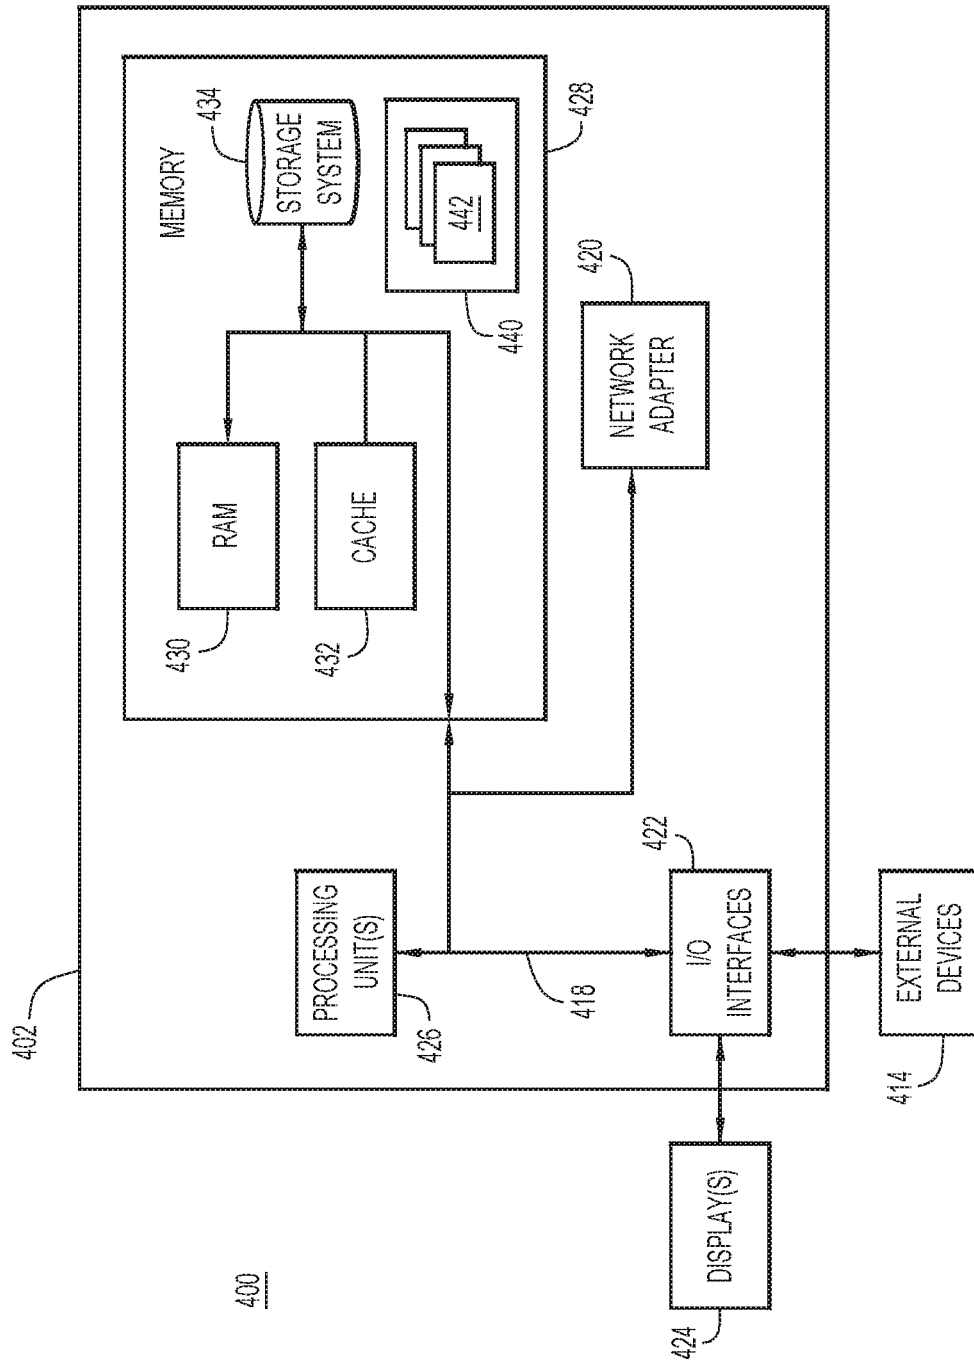 400
402
MEMORY
434
STORAGE
SYSTEM
RAM
430
CACHE
432
442
440
428
PROCESSING
UNIT(S)
426
418
NETWORK
ADAPTER
420
I/O
INTERFACES
422
DISPLAY(S)
424
EXTERNAL
DEVICES
414